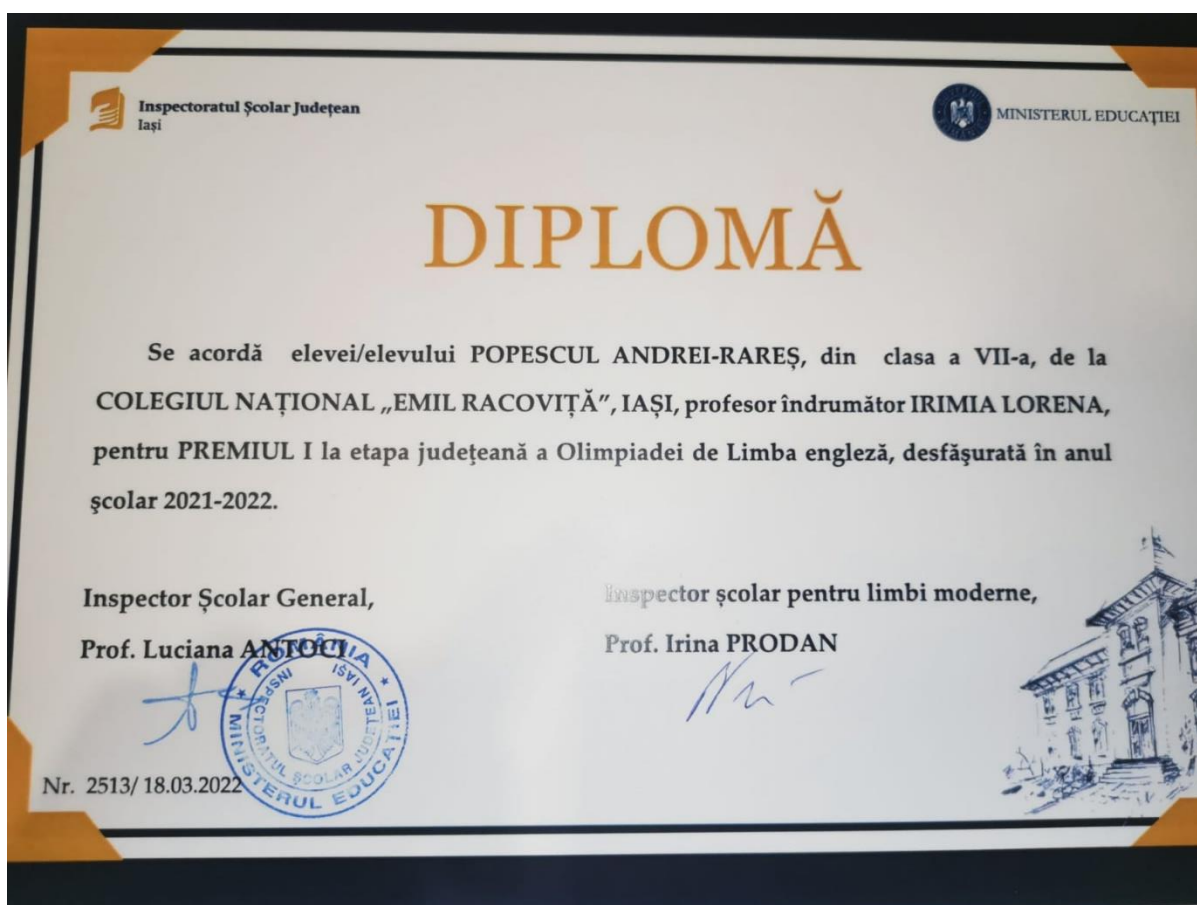 Inspectoratul Școlar Județean
Iași
MINISTERUL EDUCAȚIEI
DIPLOMĂ
Se acordă elevei/elevului POPESCUL ANDREI-RAREȘ, din clasa a VII-a, de la
COLEGIUL NAȚIONAL „EMIL RACOVIȚĂ”, IAȘI, profesor îndrumător IRIMIA LORENA,
pentru PREMIUL I la etapa județeană a Olimpiadei de Limba engleză, desfăşurată în anul
şcolar 2021-2022.
Inspector Școlar General,
Prof. Luciana ANTOCI
Inspector școlar pentru limbi moderne,
Prof. Irina PRODAN
ROMÂNIA
MINISTERUL EDUCAȚIEI
INSPECTORATUL ȘCOLAR JUDEȚEAN IAȘI
Nr. 2513/ 18.03.2022